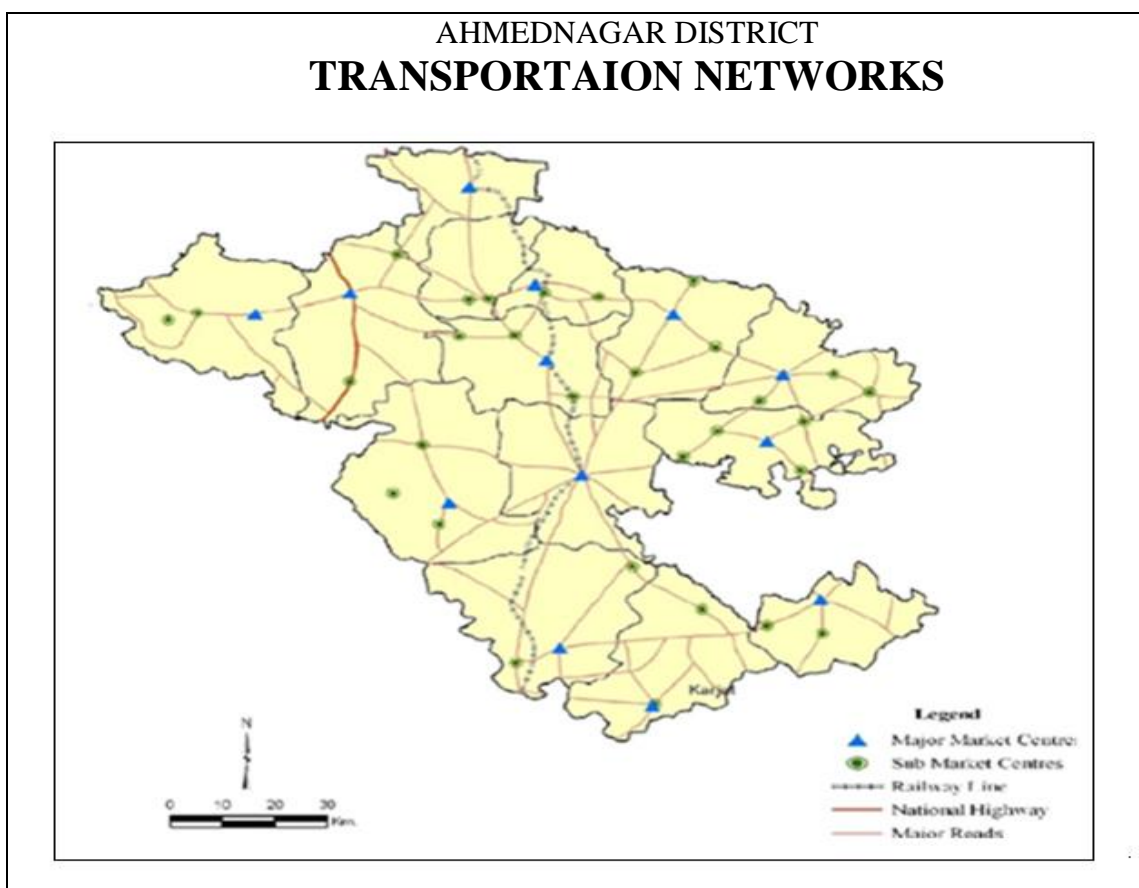 AHMEDNAGAR DISTRICT
TRANSPORTAION NETWORKS
Karjat
N
0 10 20 30
Km.
Legend
Major Market Centre
Sub Market Centres
Railway Line
National Highway
Major Roads